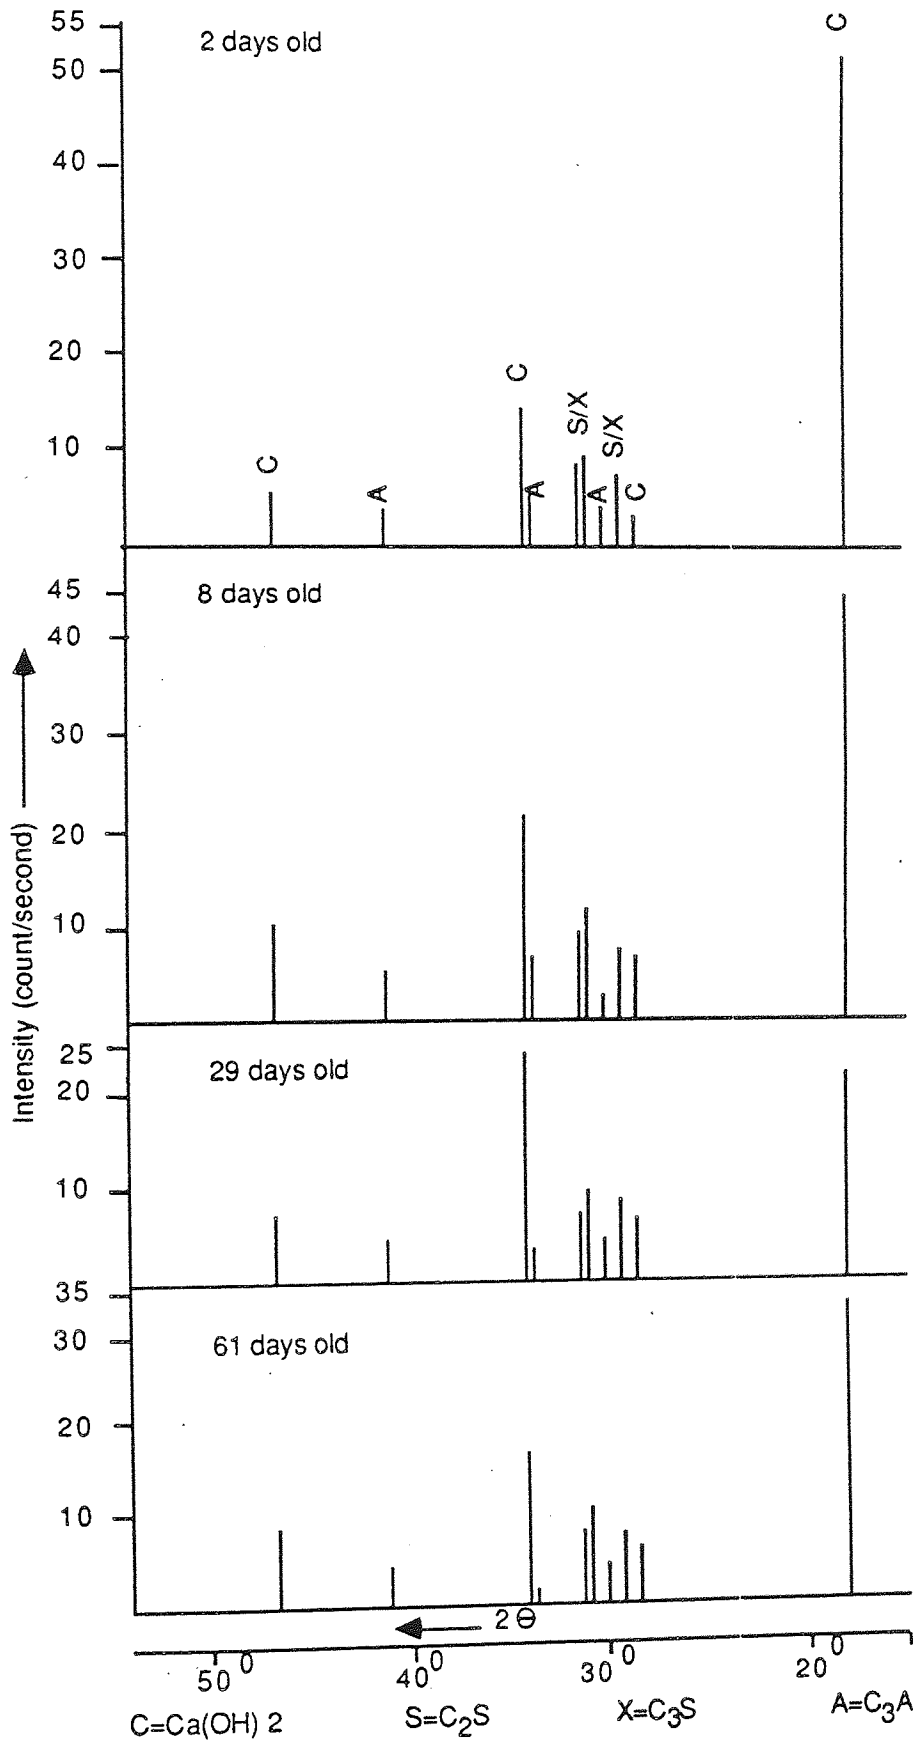 55
2 days old
C
50
40
30
20
C
S/X
S/X
10
C
A
A
A
C
45
8 days old
40
30
20
10
Intensity (count/second)
25
29 days old
20
10
35
30
61 days old
20
10
2Θ
50⁰
40⁰
30⁰
20⁰
C=Ca(OH) 2
S=C₂S
X=C₃S
A=C₃A